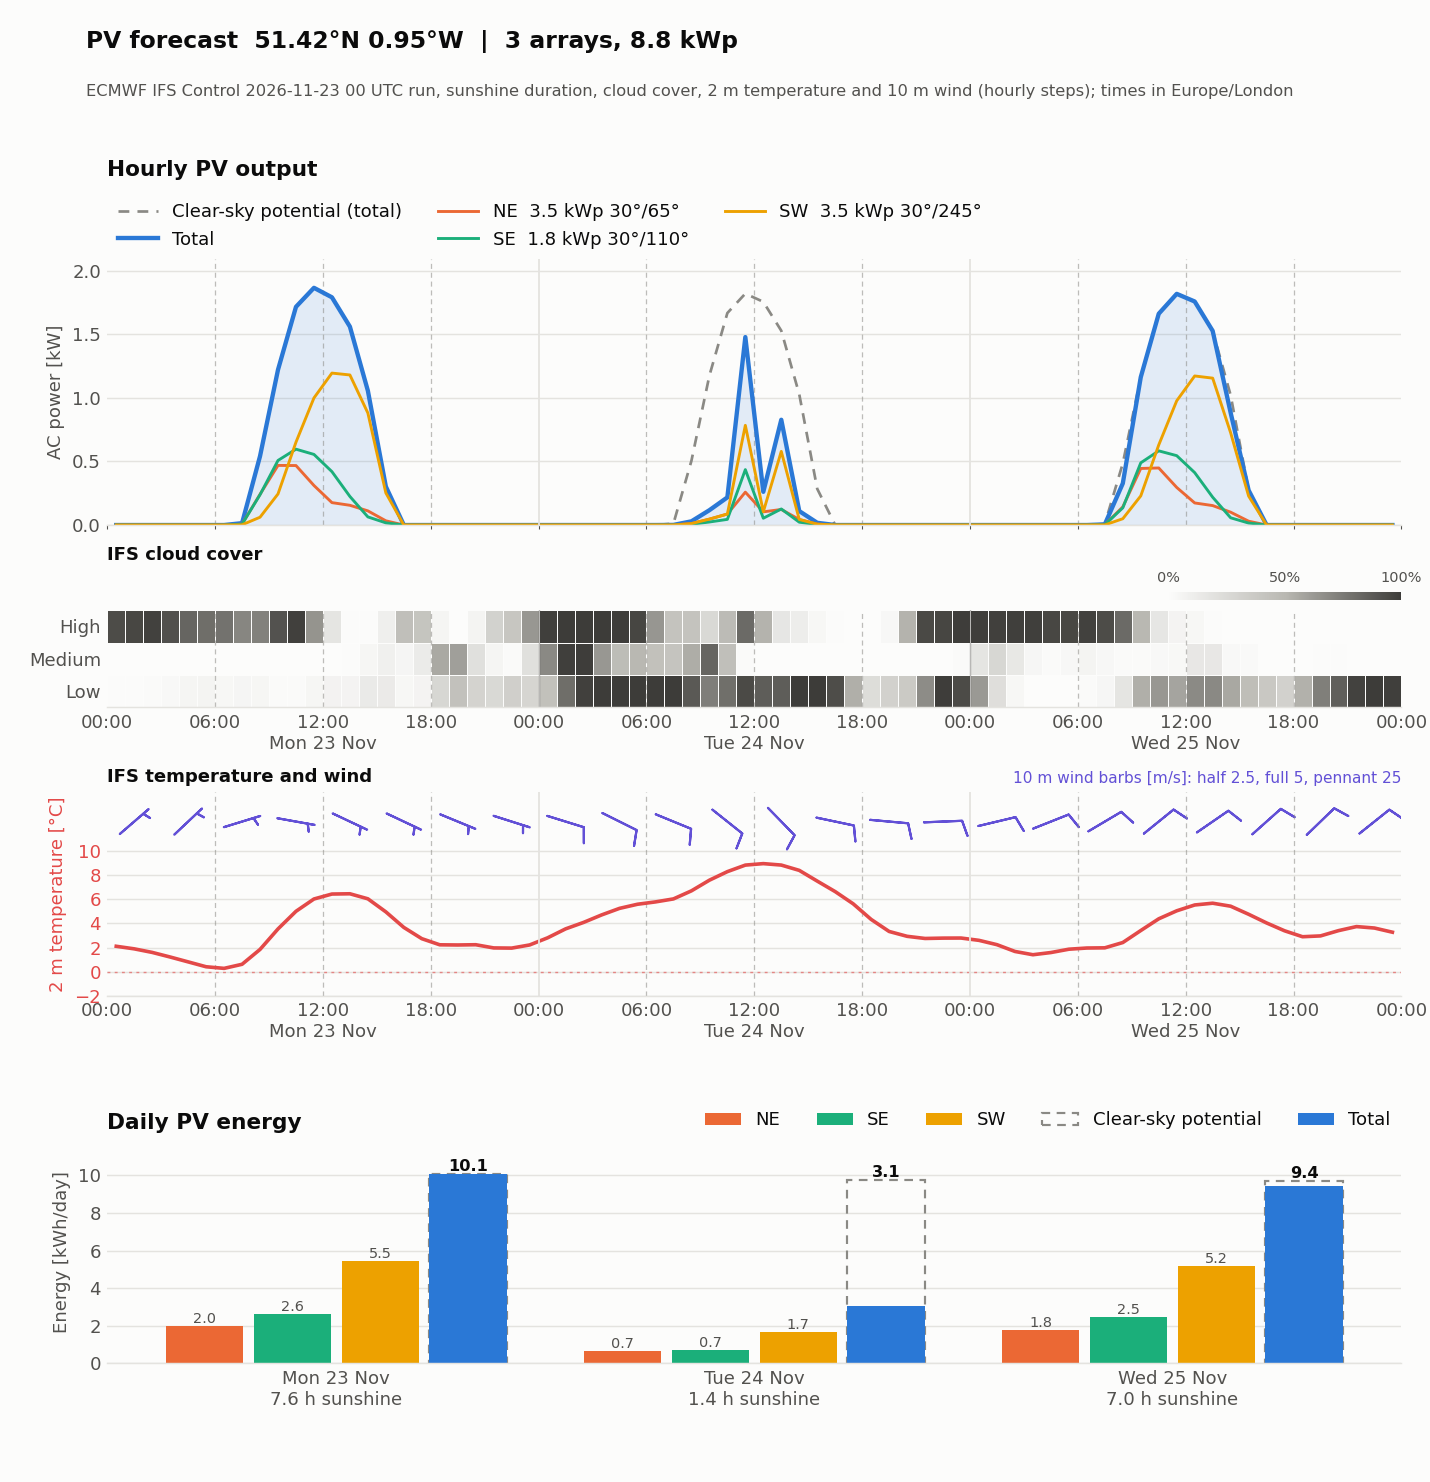 PV forecast  51.42°N 0.95°W  |  3 arrays, 8.8 kWp
ECMWF IFS Control 2026-11-23 00 UTC run, sunshine duration, cloud cover, 2 m temperature and 10 m wind (hourly steps); times in Europe/London
Hourly PV output
Clear-sky potential (total)
Total
NE  3.5 kWp 30°/65°
SE  1.8 kWp 30°/110°
SW  3.5 kWp 30°/245°
AC power [kW]
2.0
1.5
1.0
0.5
0.0
IFS cloud cover
0% 50% 100%
High
Medium
Low
00:00 06:00 12:00 18:00 00:00 06:00 12:00 18:00 00:00 06:00 12:00 18:00 00:00
Mon 23 Nov Tue 24 Nov Wed 25 Nov
IFS temperature and wind
10 m wind barbs [m/s]: half 2.5, full 5, pennant 25
2 m temperature [°C]
10
8
6
4
2
0
−2
00:00 06:00 12:00 18:00 00:00 06:00 12:00 18:00 00:00 06:00 12:00 18:00 00:00
Mon 23 Nov Tue 24 Nov Wed 25 Nov
Daily PV energy
NE SE SW Clear-sky potential Total
Energy [kWh/day]
10
8
6
4
2
0
2.0 2.6 5.5 10.1
0.7 0.7 1.7 3.1
1.8 2.5 5.2 9.4
Mon 23 Nov Tue 24 Nov Wed 25 Nov
7.6 h sunshine 1.4 h sunshine 7.0 h sunshine